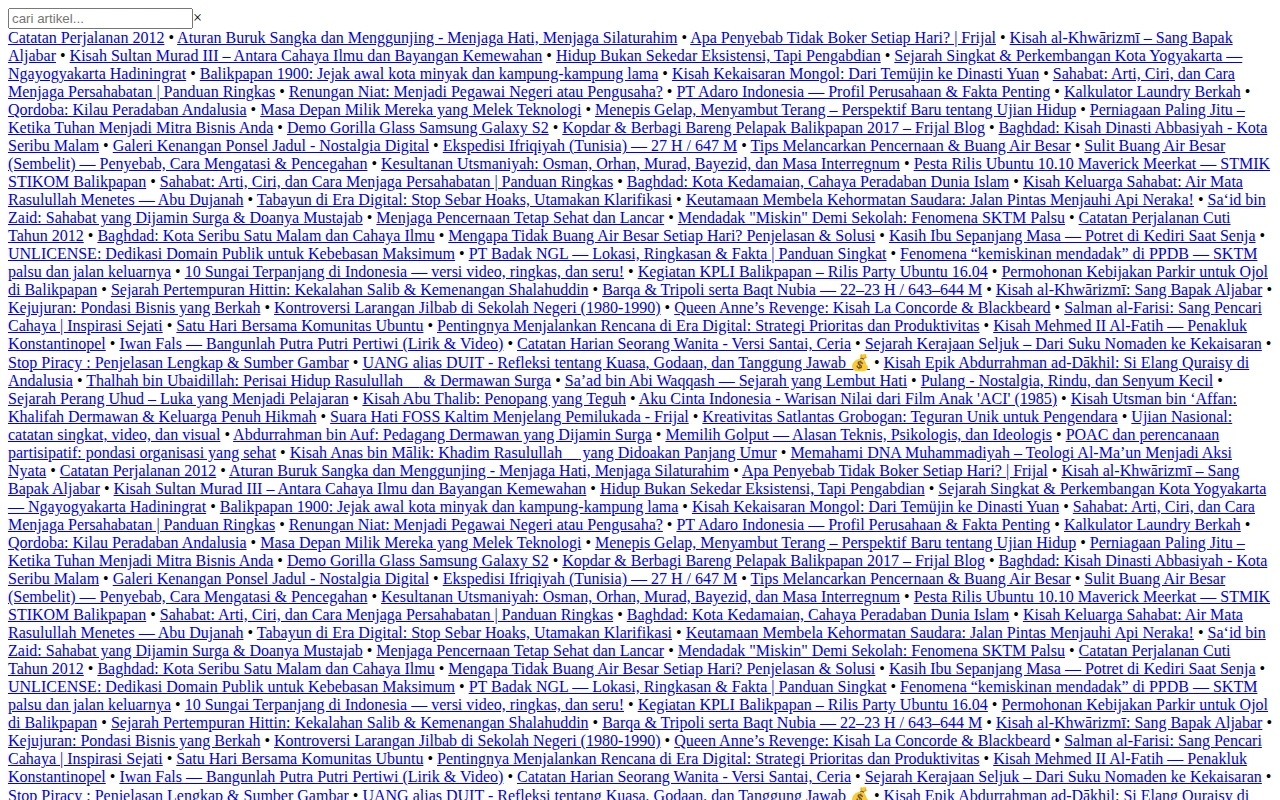 cari artikel... ×
Catatan Perjalanan 2012 • Aturan Buruk Sangka dan Menggunjing - Menjaga Hati, Menjaga Silaturahim • Apa Penyebab Tidak Boker Setiap Hari? | Frijal • Kisah al-Khwārizmī – Sang Bapak
Aljabar • Kisah Sultan Murad III – Antara Cahaya Ilmu dan Bayangan Kemewahan • Hidup Bukan Sekedar Eksistensi, Tapi Pengabdian • Sejarah Singkat & Perkembangan Kota Yogyakarta —
Ngayogyakarta Hadiningrat • Balikpapan 1900: Jejak awal kota minyak dan kampung-kampung lama • Kisah Kekaisaran Mongol: Dari Temüjin ke Dinasti Yuan • Sahabat: Arti, Ciri, dan Cara
Menjaga Persahabatan | Panduan Ringkas • Renungan Niat: Menjadi Pegawai Negeri atau Pengusaha? • PT Adaro Indonesia — Profil Perusahaan & Fakta Penting • Kalkulator Laundry Berkah •
Qordoba: Kilau Peradaban Andalusia • Masa Depan Milik Mereka yang Melek Teknologi • Menepis Gelap, Menyambut Terang – Perspektif Baru tentang Ujian Hidup • Perniagaan Paling Jitu –
Ketika Tuhan Menjadi Mitra Bisnis Anda • Demo Gorilla Glass Samsung Galaxy S2 • Kopdar & Berbagi Bareng Pelapak Balikpapan 2017 – Frijal Blog • Baghdad: Kisah Dinasti Abbasiyah - Kota
Seribu Malam • Galeri Kenangan Ponsel Jadul - Nostalgia Digital • Ekspedisi Ifriqiyah (Tunisia) — 27 H / 647 M • Tips Melancarkan Pencernaan & Buang Air Besar • Sulit Buang Air Besar
(Sembelit) — Penyebab, Cara Mengatasi & Pencegahan • Kesultanan Utsmaniyah: Osman, Orhan, Murad, Bayezid, dan Masa Interregnum • Pesta Rilis Ubuntu 10.10 Maverick Meerkat — STMIK
STIKOM Balikpapan • Sahabat: Arti, Ciri, dan Cara Menjaga Persahabatan | Panduan Ringkas • Baghdad: Kota Kedamaian, Cahaya Peradaban Dunia Islam • Kisah Keluarga Sahabat: Air Mata
Rasulullah Menetes — Abu Dujanah • Tabayun di Era Digital: Stop Sebar Hoaks, Utamakan Klarifikasi • Keutamaan Membela Kehormatan Saudara: Jalan Pintas Menjauhi Api Neraka! • Sa‘id bin
Zaid: Sahabat yang Dijamin Surga & Doanya Mustajab • Menjaga Pencernaan Tetap Sehat dan Lancar • Mendadak "Miskin" Demi Sekolah: Fenomena SKTM Palsu • Catatan Perjalanan Cuti
Tahun 2012 • Baghdad: Kota Seribu Satu Malam dan Cahaya Ilmu • Mengapa Tidak Buang Air Besar Setiap Hari? Penjelasan & Solusi • Kasih Ibu Sepanjang Masa — Potret di Kediri Saat Senja •
UNLICENSE: Dedikasi Domain Publik untuk Kebebasan Maksimum • PT Badak NGL — Lokasi, Ringkasan & Fakta | Panduan Singkat • Fenomena “kemiskinan mendadak” di PPDB — SKTM
palsu dan jalan keluarnya • 10 Sungai Terpanjang di Indonesia — versi video, ringkas, dan seru! • Kegiatan KPLI Balikpapan – Rilis Party Ubuntu 16.04 • Permohonan Kebijakan Parkir untuk Ojol
di Balikpapan • Sejarah Pertempuran Hittin: Kekalahan Salib & Kemenangan Shalahuddin • Barqa & Tripoli serta Baqt Nubia — 22–23 H / 643–644 M • Kisah al-Khwārizmī: Sang Bapak Aljabar •
Kejujuran: Pondasi Bisnis yang Berkah • Kontroversi Larangan Jilbab di Sekolah Negeri (1980-1990) • Queen Anne’s Revenge: Kisah La Concorde & Blackbeard • Salman al-Farisi: Sang Pencari
Cahaya | Inspirasi Sejati • Satu Hari Bersama Komunitas Ubuntu • Pentingnya Menjalankan Rencana di Era Digital: Strategi Prioritas dan Produktivitas • Kisah Mehmed II Al-Fatih — Penakluk
Konstantinopel • Iwan Fals — Bangunlah Putra Putri Pertiwi (Lirik & Video) • Catatan Harian Seorang Wanita - Versi Santai, Ceria • Sejarah Kerajaan Seljuk – Dari Suku Nomaden ke Kekaisaran •
Stop Piracy : Penjelasan Lengkap & Sumber Gambar • UANG alias DUIT - Refleksi tentang Kuasa, Godaan, dan Tanggung Jawab 💰 • Kisah Epik Abdurrahman ad-Dākhil: Si Elang Quraisy di
Andalusia • Thalhah bin Ubaidillah: Perisai Hidup Rasulullah & Dermawan Surga • Sa’ad bin Abi Waqqash — Sejarah yang Lembut Hati • Pulang - Nostalgia, Rindu, dan Senyum Kecil •
Sejarah Perang Uhud – Luka yang Menjadi Pelajaran • Kisah Abu Thalib: Penopang yang Teguh • Aku Cinta Indonesia - Warisan Nilai dari Film Anak 'ACI' (1985) • Kisah Utsman bin ‘Affan:
Khalifah Dermawan & Keluarga Penuh Hikmah • Suara Hati FOSS Kaltim Menjelang Pemilukada - Frijal • Kreativitas Satlantas Grobogan: Teguran Unik untuk Pengendara • Ujian Nasional:
catatan singkat, video, dan visual • Abdurrahman bin Auf: Pedagang Dermawan yang Dijamin Surga • Memilih Golput — Alasan Teknis, Psikologis, dan Ideologis • POAC dan perencanaan
partisipatif: pondasi organisasi yang sehat • Kisah Anas bin Mālik: Khadim Rasulullah yang Didoakan Panjang Umur • Memahami DNA Muhammadiyah – Teologi Al-Ma’un Menjadi Aksi
Nyata • Catatan Perjalanan 2012 • Aturan Buruk Sangka dan Menggunjing - Menjaga Hati, Menjaga Silaturahim • Apa Penyebab Tidak Boker Setiap Hari? | Frijal • Kisah al-Khwārizmī – Sang
Bapak Aljabar • Kisah Sultan Murad III – Antara Cahaya Ilmu dan Bayangan Kemewahan • Hidup Bukan Sekedar Eksistensi, Tapi Pengabdian • Sejarah Singkat & Perkembangan Kota Yogyakarta
— Ngayogyakarta Hadiningrat • Balikpapan 1900: Jejak awal kota minyak dan kampung-kampung lama • Kisah Kekaisaran Mongol: Dari Temüjin ke Dinasti Yuan • Sahabat: Arti, Ciri, dan Cara
Menjaga Persahabatan | Panduan Ringkas • Renungan Niat: Menjadi Pegawai Negeri atau Pengusaha? • PT Adaro Indonesia — Profil Perusahaan & Fakta Penting • Kalkulator Laundry Berkah •
Qordoba: Kilau Peradaban Andalusia • Masa Depan Milik Mereka yang Melek Teknologi • Menepis Gelap, Menyambut Terang – Perspektif Baru tentang Ujian Hidup • Perniagaan Paling Jitu –
Ketika Tuhan Menjadi Mitra Bisnis Anda • Demo Gorilla Glass Samsung Galaxy S2 • Kopdar & Berbagi Bareng Pelapak Balikpapan 2017 – Frijal Blog • Baghdad: Kisah Dinasti Abbasiyah - Kota
Seribu Malam • Galeri Kenangan Ponsel Jadul - Nostalgia Digital • Ekspedisi Ifriqiyah (Tunisia) — 27 H / 647 M • Tips Melancarkan Pencernaan & Buang Air Besar • Sulit Buang Air Besar
(Sembelit) — Penyebab, Cara Mengatasi & Pencegahan • Kesultanan Utsmaniyah: Osman, Orhan, Murad, Bayezid, dan Masa Interregnum • Pesta Rilis Ubuntu 10.10 Maverick Meerkat — STMIK
STIKOM Balikpapan • Sahabat: Arti, Ciri, dan Cara Menjaga Persahabatan | Panduan Ringkas • Baghdad: Kota Kedamaian, Cahaya Peradaban Dunia Islam • Kisah Keluarga Sahabat: Air Mata
Rasulullah Menetes — Abu Dujanah • Tabayun di Era Digital: Stop Sebar Hoaks, Utamakan Klarifikasi • Keutamaan Membela Kehormatan Saudara: Jalan Pintas Menjauhi Api Neraka! • Sa‘id bin
Zaid: Sahabat yang Dijamin Surga & Doanya Mustajab • Menjaga Pencernaan Tetap Sehat dan Lancar • Mendadak "Miskin" Demi Sekolah: Fenomena SKTM Palsu • Catatan Perjalanan Cuti
Tahun 2012 • Baghdad: Kota Seribu Satu Malam dan Cahaya Ilmu • Mengapa Tidak Buang Air Besar Setiap Hari? Penjelasan & Solusi • Kasih Ibu Sepanjang Masa — Potret di Kediri Saat Senja •
UNLICENSE: Dedikasi Domain Publik untuk Kebebasan Maksimum • PT Badak NGL — Lokasi, Ringkasan & Fakta | Panduan Singkat • Fenomena “kemiskinan mendadak” di PPDB — SKTM
palsu dan jalan keluarnya • 10 Sungai Terpanjang di Indonesia — versi video, ringkas, dan seru! • Kegiatan KPLI Balikpapan – Rilis Party Ubuntu 16.04 • Permohonan Kebijakan Parkir untuk Ojol
di Balikpapan • Sejarah Pertempuran Hittin: Kekalahan Salib & Kemenangan Shalahuddin • Barqa & Tripoli serta Baqt Nubia — 22–23 H / 643–644 M • Kisah al-Khwārizmī: Sang Bapak Aljabar •
Kejujuran: Pondasi Bisnis yang Berkah • Kontroversi Larangan Jilbab di Sekolah Negeri (1980-1990) • Queen Anne’s Revenge: Kisah La Concorde & Blackbeard • Salman al-Farisi: Sang Pencari
Cahaya | Inspirasi Sejati • Satu Hari Bersama Komunitas Ubuntu • Pentingnya Menjalankan Rencana di Era Digital: Strategi Prioritas dan Produktivitas • Kisah Mehmed II Al-Fatih — Penakluk
Konstantinopel • Iwan Fals — Bangunlah Putra Putri Pertiwi (Lirik & Video) • Catatan Harian Seorang Wanita - Versi Santai, Ceria • Sejarah Kerajaan Seljuk – Dari Suku Nomaden ke Kekaisaran •
Stop Piracy : Penjelasan Lengkap & Sumber Gambar • UANG alias DUIT - Refleksi tentang Kuasa, Godaan, dan Tanggung Jawab 💰 • Kisah Epik Abdurrahman ad-Dākhil: Si Elang Quraisy di